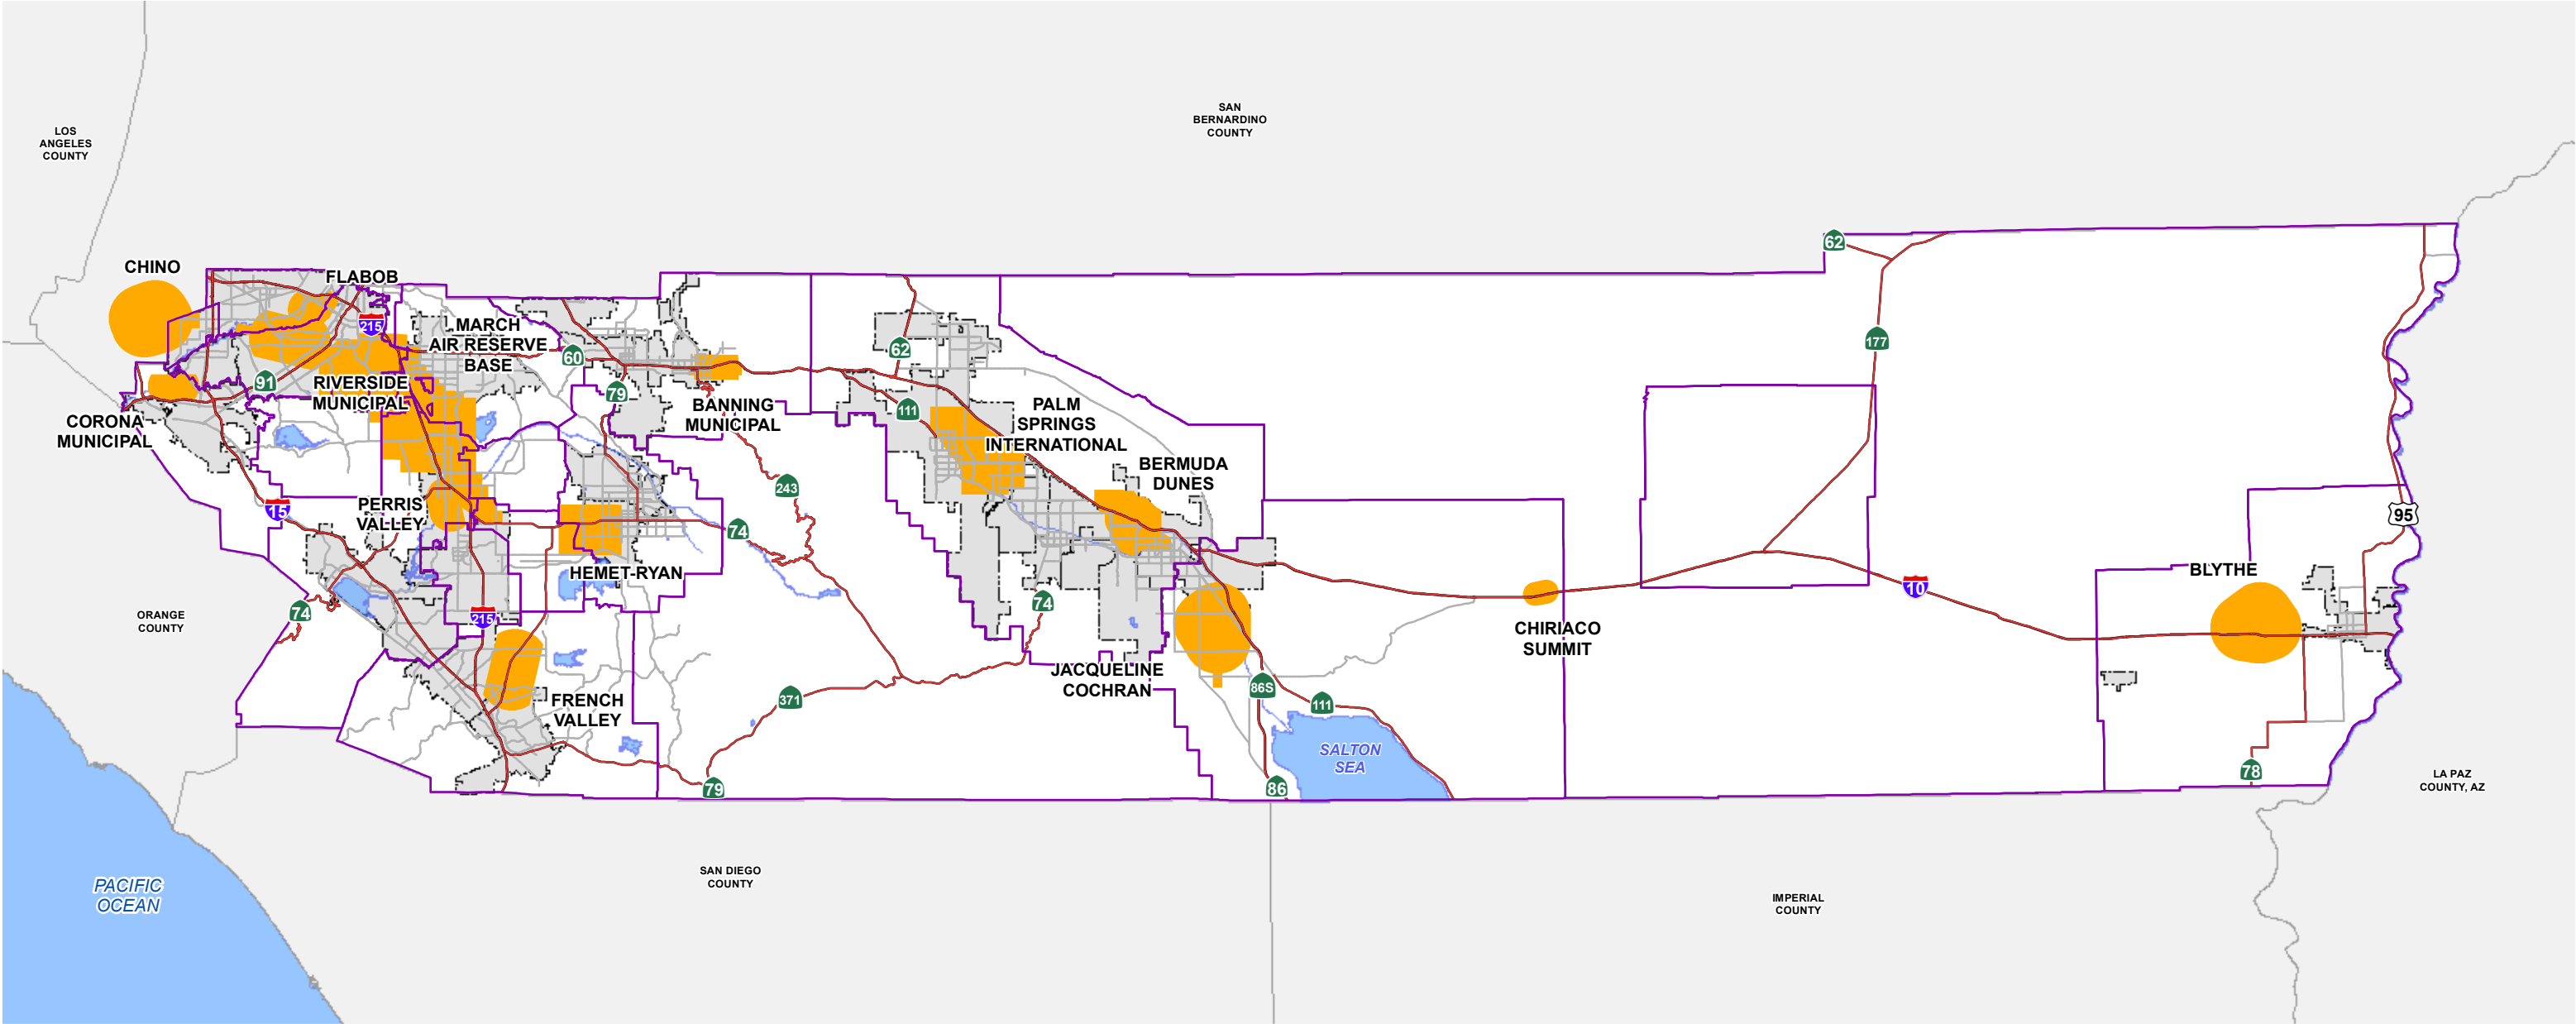 SAN
BERNARDINO
COUNTY
LOS
ANGELES
COUNTY
62
CHINO
FLABOB
215
MARCH
AIR RESERVE
BASE
60
62
177
91
RIVERSIDE
MUNICIPAL
79
111
BANNING
MUNICIPAL
PALM
SPRINGS
INTERNATIONAL
CORONA
MUNICIPAL
BERMUDA
DUNES
243
15
PERRIS
VALLEY
74
95
HEMET-RYAN
BLYTHE
10
74
74
ORANGE
COUNTY
215
CHIRIACO
SUMMIT
JACQUELINE
COCHRAN
86S
371
111
FRENCH
VALLEY
SALTON
SEA
79
86
78
LA PAZ
COUNTY, AZ
SAN DIEGO
COUNTY
PACIFIC
OCEAN
IMPERIAL
COUNTY